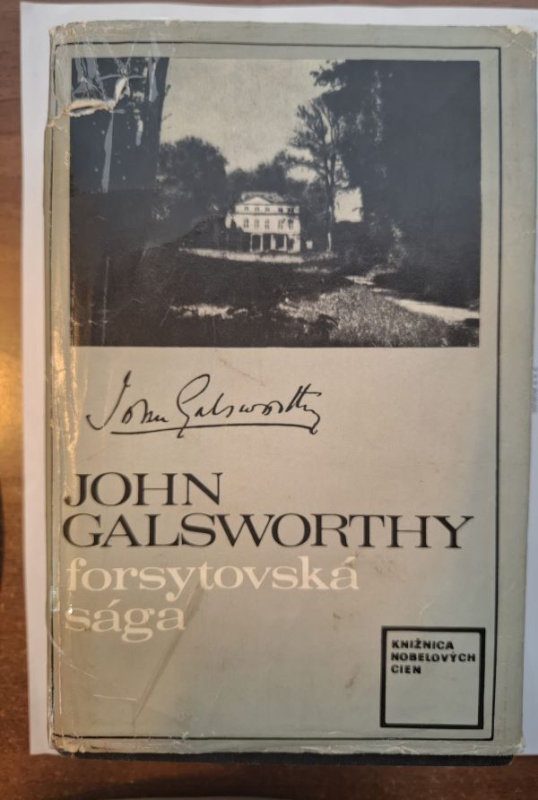 John Galsworthy
JOHN
GALSWORTHY
forsytovská
sága
KNIŽNICA
NOBELOVÝCH
CIEN